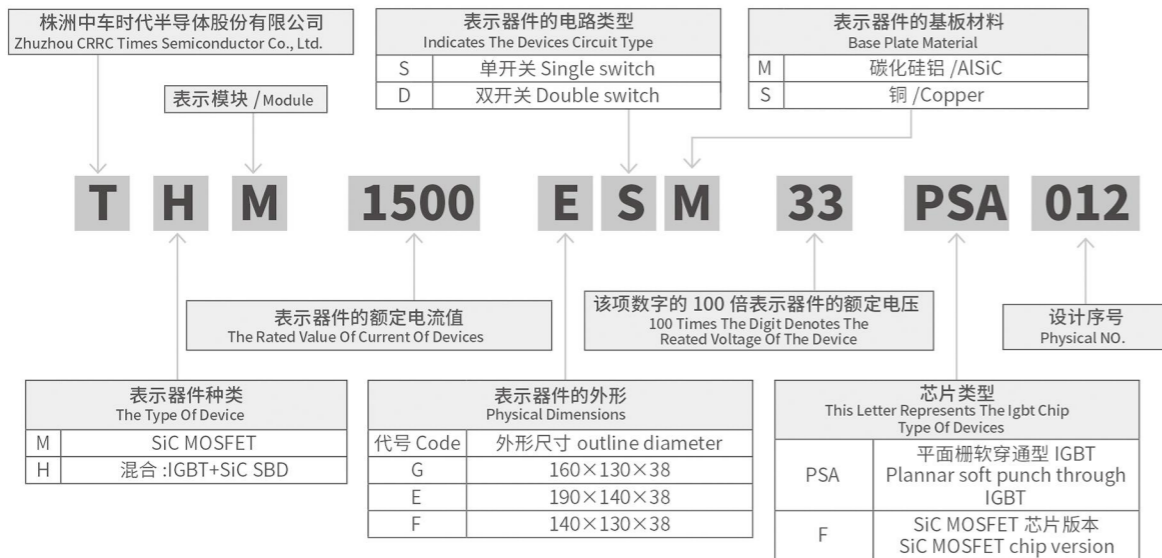 株洲中车时代半导体股份有限公司
Zhuzhou CRRC Times Semiconductor Co., Ltd.
表示器件的电路类型
Indicates The Devices Circuit Type
S 单开关 Single switch
D 双开关 Double switch
表示器件的基板材料
Base Plate Material
M 碳化硅铝 /AlSiC
S 铜 /Copper
表示模块 /Module
T H M 1500 E S M 33 PSA 012
表示器件的额定电流值
The Rated Value Of Current Of Devices
该项数字的 100 倍表示器件的额定电压
100 Times The Digit Denotes The
Reated Voltage Of The Device
设计序号
Physical NO.
表示器件种类
The Type Of Device
M SiC MOSFET
H 混合 :IGBT+SiC SBD
表示器件的外形
Physical Dimensions
代号 Code 外形尺寸 outline diameter
G 160×130×38
E 190×140×38
F 140×130×38
芯片类型
This Letter Represents The Igbt Chip
Type Of Devices
PSA 平面栅软穿通型 IGBT
Plannar soft punch through
IGBT
F SiC MOSFET 芯片版本
SiC MOSFET chip version